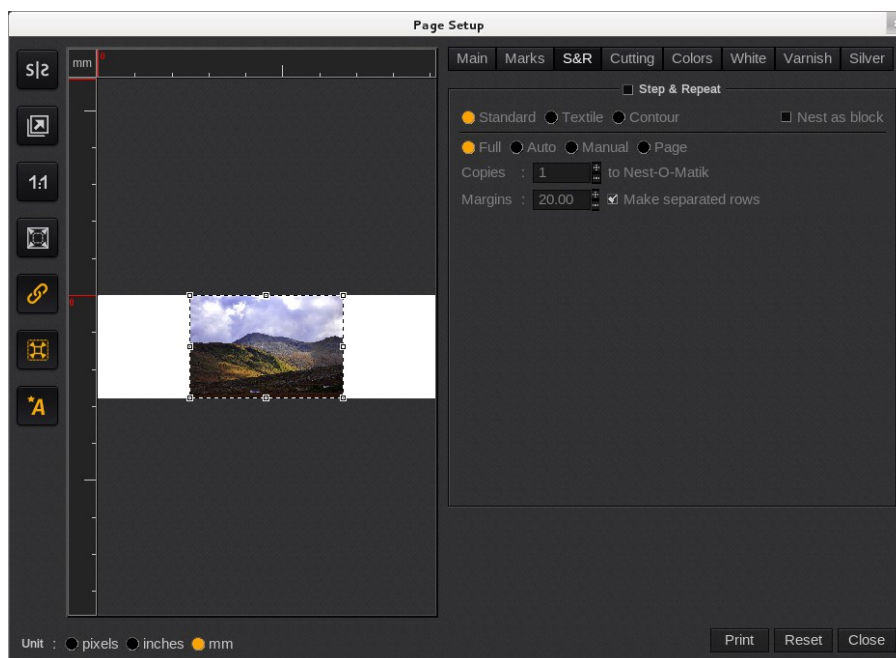 Page Setup
mm
0
Main Marks S&R Cutting Colors White Varnish Silver
Step & Repeat
Standard Textile Contour Nest as block
Full Auto Manual Page
Copies : 1 to Nest-O-Matik
Margins : 20.00 Make separated rows
1:1
0
A
Unit : pixels inches mm
Print Reset Close